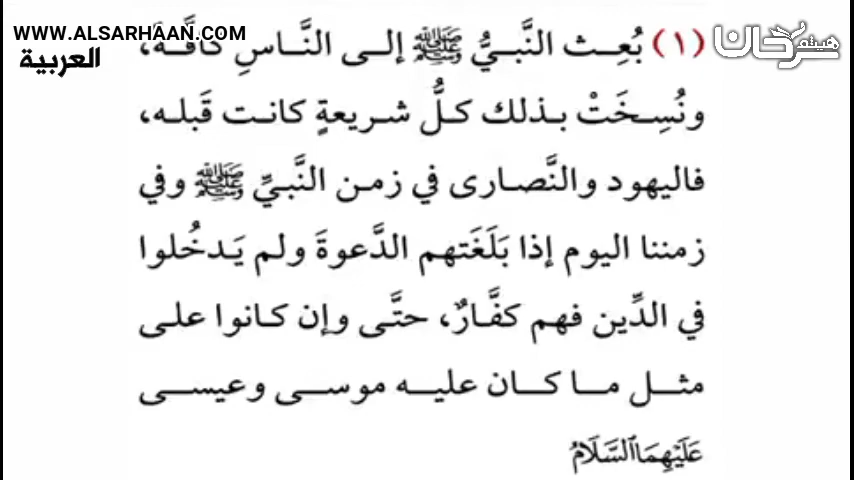 WWW.ALSARHAAN.COM
العربية
هيثم سرحان
(١) بُعِث النَّبيُّ ﷺ إلى النَّاسِ كافَّةً،
ونُسِخَتْ بذلك كلُّ شريعةٍ كانت قَبله،
فاليهود والنَّصارى في زمن النَّبيِّ ﷺ وفي
زمننا اليوم إذا بَلَغَتهم الدَّعوةَ ولم يَدخُلوا
في الدِّين فهم كفَّارٌ، حتَّى وإن كانوا على
مثل ما كان عليه موسى وعيسى
عَلَيْهِمَا السَّلَامُ